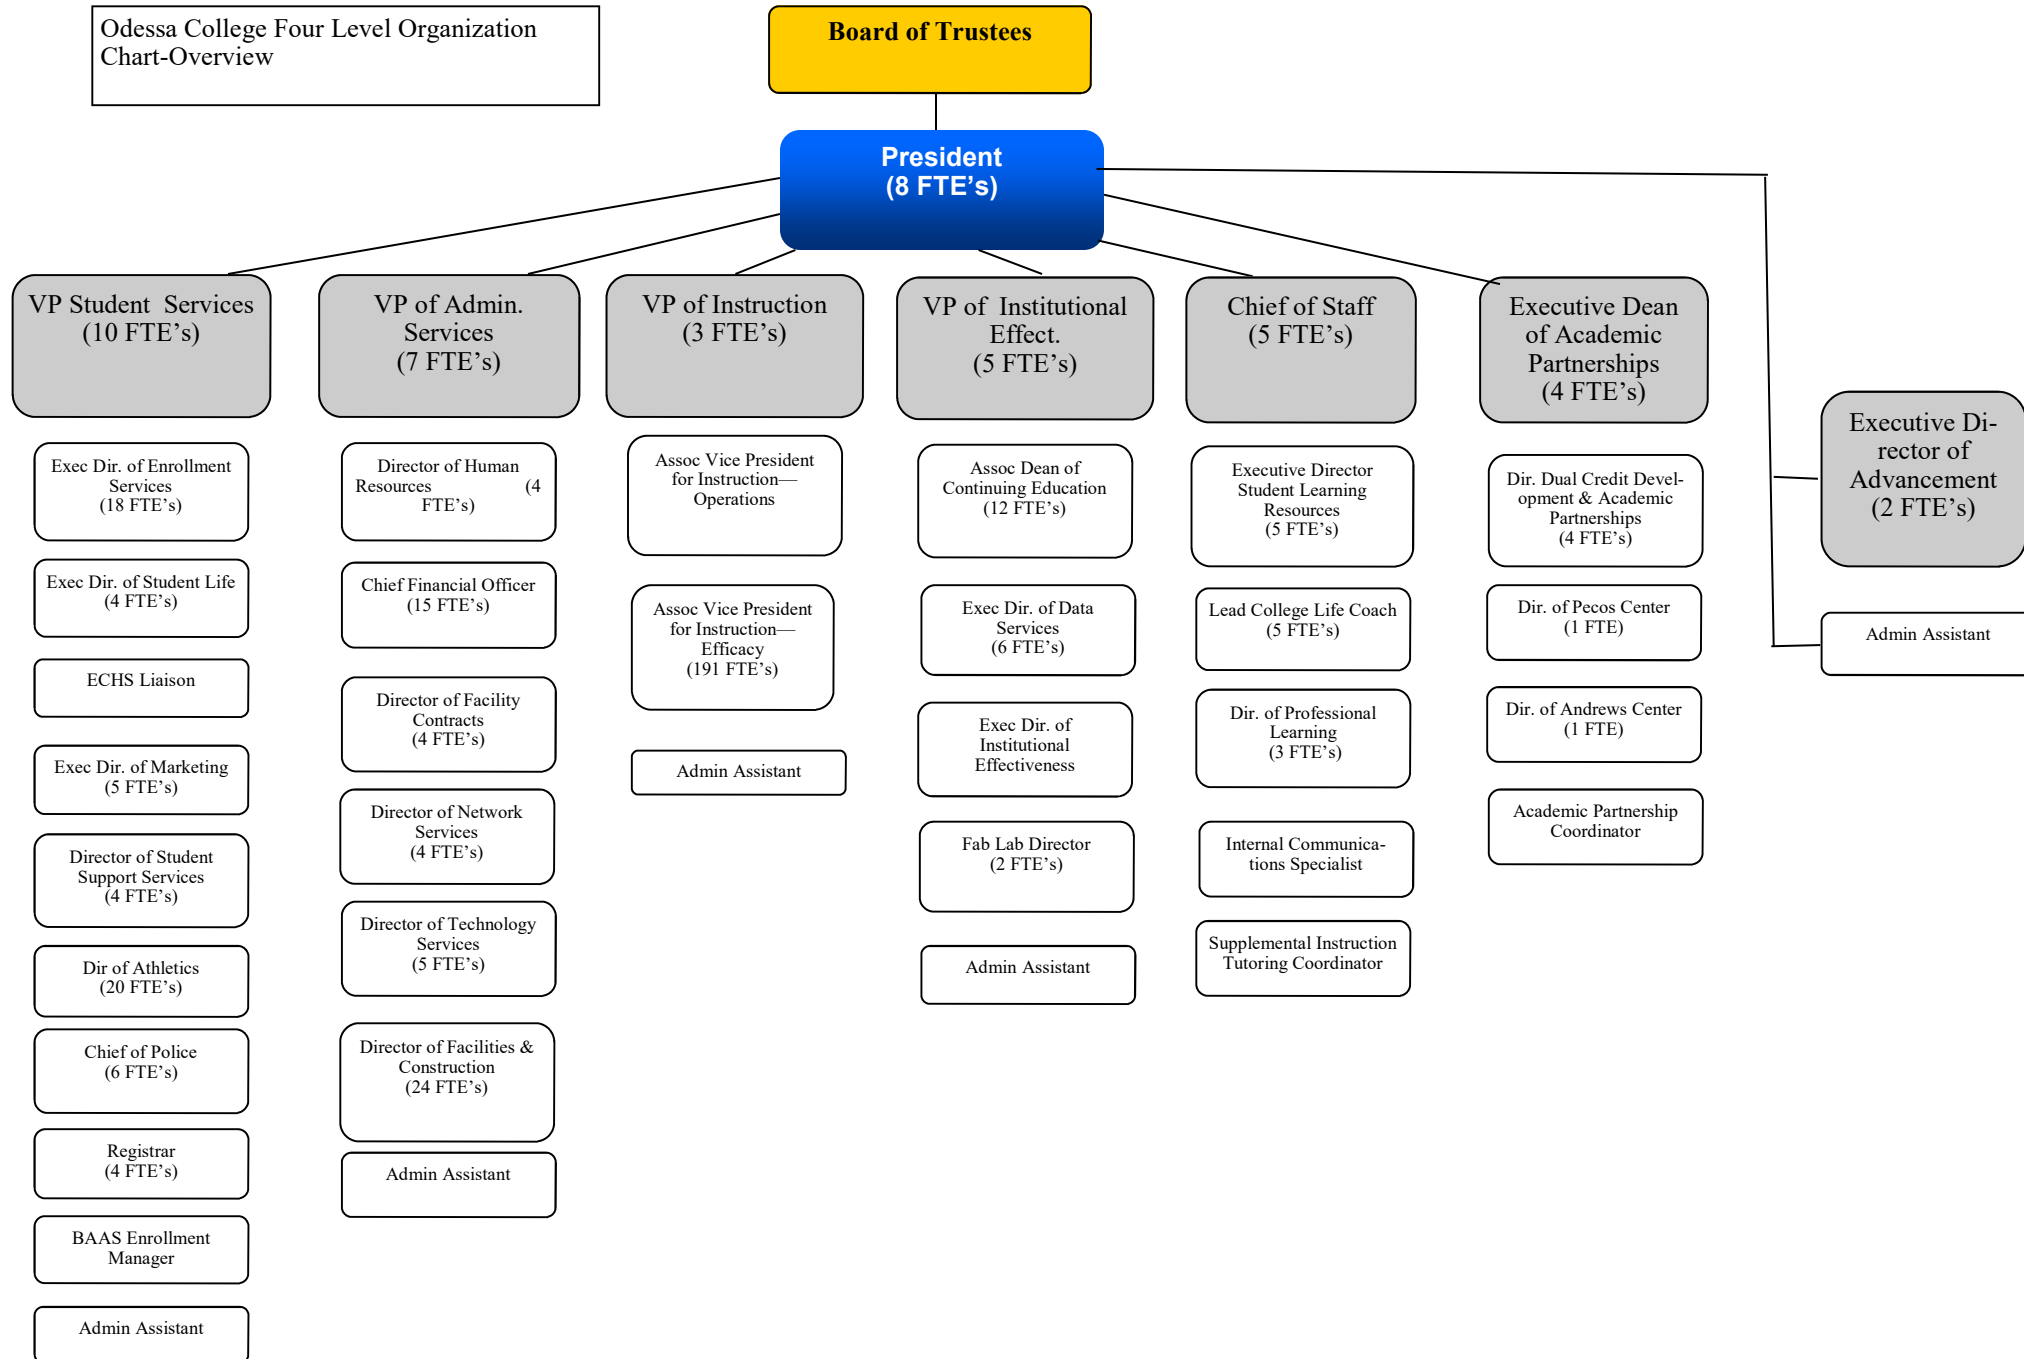 Odessa College Four Level Organization
Chart-Overview
Board of Trustees
President
(8 FTE’s)
VP Student  Services
(10 FTE’s)
VP of Admin.
Services
(7 FTE’s)
VP of Instruction
(3 FTE’s)
VP of  Institutional
Effect.
(5 FTE’s)
Chief of Staff
(5 FTE’s)
Executive Dean
of Academic
Partnerships
(4 FTE’s)
Executive Di-
rector of
Advancement
(2 FTE’s)
Admin Assistant
Exec Dir. of Enrollment
Services
(18 FTE’s)
Exec Dir. of Student Life
(4 FTE’s)
ECHS Liaison
Exec Dir. of Marketing
(5 FTE’s)
Director of Student
Support Services
(4 FTE’s)
Dir of Athletics
(20 FTE’s)
Chief of Police
(6 FTE’s)
Registrar
(4 FTE’s)
BAAS Enrollment
Manager
Admin Assistant
Director of Human
Resources (4
FTE’s)
Chief Financial Officer
(15 FTE’s)
Director of Facility
Contracts
(4 FTE’s)
Director of Network
Services
(4 FTE’s)
Director of Technology
Services
(5 FTE’s)
Director of Facilities &
Construction
(24 FTE’s)
Admin Assistant
Assoc Vice President
for Instruction—
Operations
Assoc Vice President
for Instruction—
Efficacy
(191 FTE’s)
Admin Assistant
Assoc Dean of
Continuing Education
(12 FTE’s)
Exec Dir. of Data
Services
(6 FTE’s)
Exec Dir. of
Institutional
Effectiveness
Fab Lab Director
(2 FTE’s)
Admin Assistant
Executive Director
Student Learning
Resources
(5 FTE’s)
Lead College Life Coach
(5 FTE’s)
Dir. of Professional
Learning
(3 FTE’s)
Internal Communica-
tions Specialist
Supplemental Instruction
Tutoring Coordinator
Dir. Dual Credit Devel-
opment & Academic
Partnerships
(4 FTE’s)
Dir. of Pecos Center
(1 FTE)
Dir. of Andrews Center
(1 FTE)
Academic Partnership
Coordinator